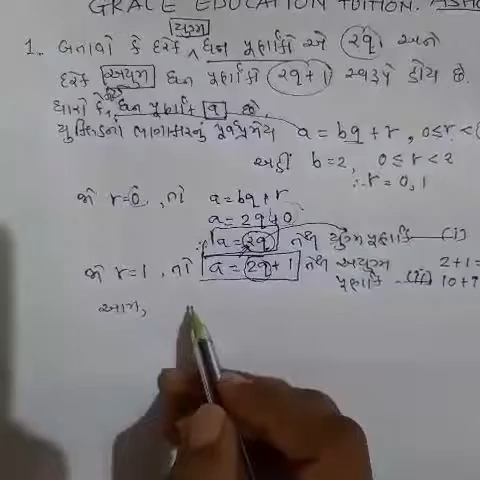 GRACE EDUCATION TUITION.
યુગ્મ
1. બતાવો કે દરેક ^ ધન પૂર્ણાંક એ 2q અને
દરેક અયુગ્મ ધન પૂર્ણાંક 2q+1 સ્વરૂપે હોય છે.
ધારો કે, ધન પૂર્ણાંક a છે,
યુક્લિડના ભાગાકારનું પૂર્વપ્રમેય a = bq + r, 0 ≤ r <
અહીં b=2, 0 ≤ r < 2
∴ r = 0, 1
જો r=0, તો a = bq + r
a = 2q + 0
∴ a = 2q તેથી યુગ્મ પૂર્ણાંક — (i)
જો r=1, તો a = 2q+1 તેથી અયુગ્મ 2+1=
પૂર્ણાંક — (ii) 10+
આમ,